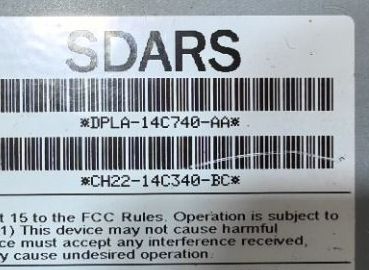 SDARS
*DPLA-14C740-AA*
*CH22-14C340-BC*
t 15 to the FCC Rules. Operation is subject to
1) This device may not cause harmful
ce must accept any interference received,
y cause undesired operation.